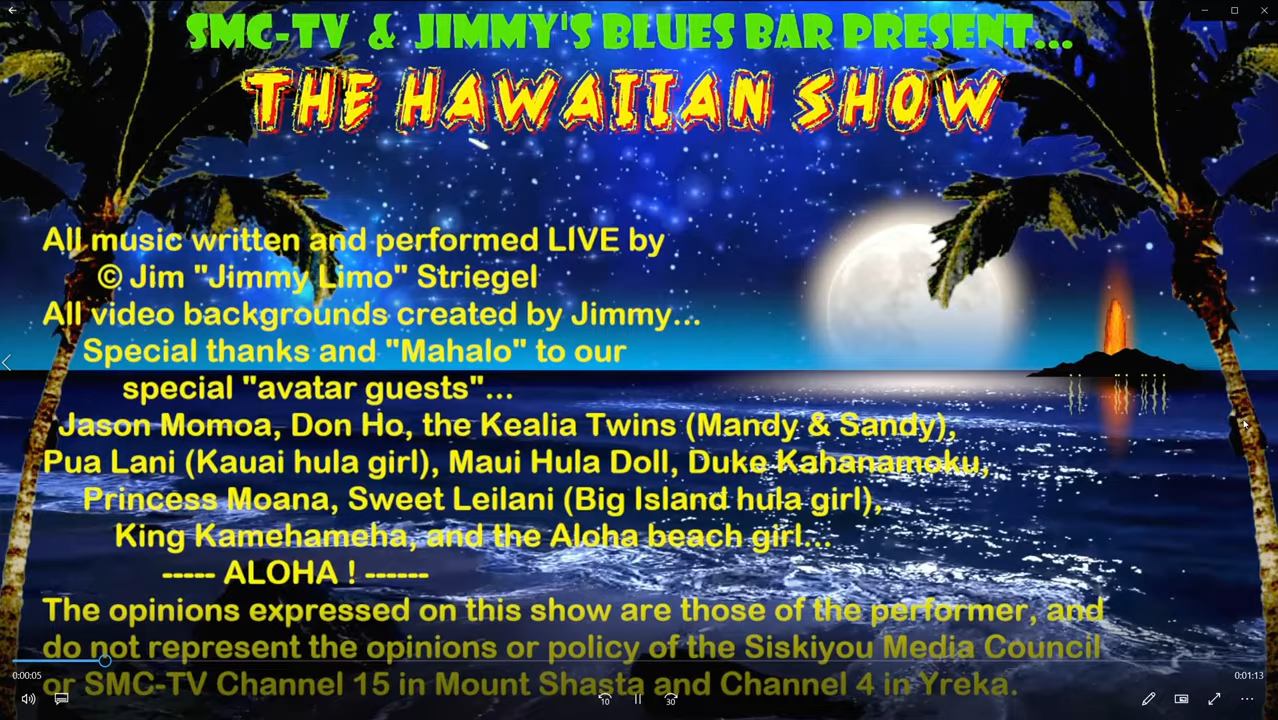 SMC-TV & JIMMY'S BLUES BAR PRESENT...
THE HAWAIIAN SHOW
All music written and performed LIVE by
© Jim "Jimmy Limo" Striegel
All video backgrounds created by Jimmy...
Special thanks and "Mahalo" to our
special "avatar guests"...
Jason Momoa, Don Ho, the Kealia Twins (Mandy & Sandy),
Pua Lani (Kauai hula girl), Maui Hula Doll, Duke Kahanamoku,
Princess Moana, Sweet Leilani (Big Island hula girl),
King Kamehameha, and the Aloha beach girl...
----- ALOHA ! ------
The opinions expressed on this show are those of the performer, and
do not represent the opinions or policy of the Siskiyou Media Council
or SMC-TV Channel 15 in Mount Shasta and Channel 4 in Yreka.
0:00:05
0:01:13
10
30